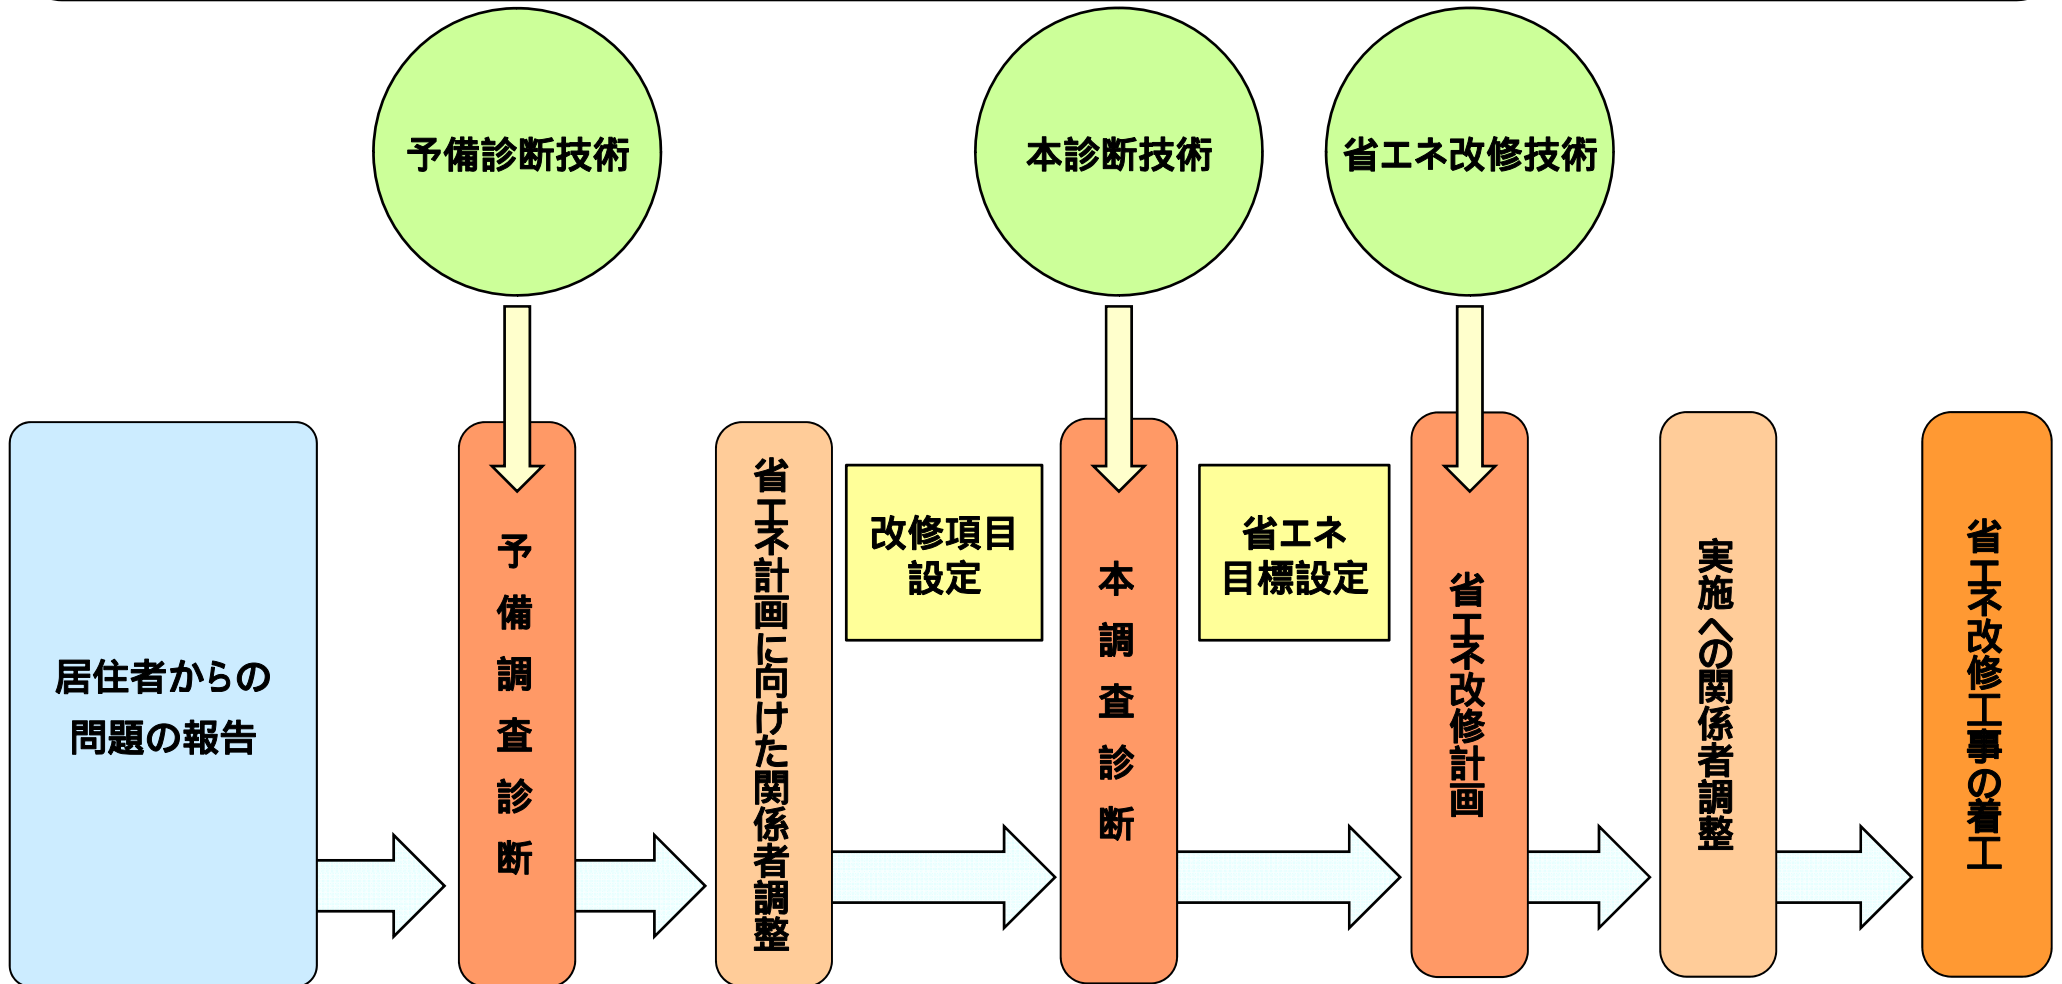 予備診断技術
本診断技術
省エネ改修技術
居住者からの
問題の報告
予備調査診断
省エネ計画に向けた関係者調整
改修項目
設定
本調査診断
省エネ
目標設定
省エネ改修計画
実施への関係者調整
省エネ改修工事の着工